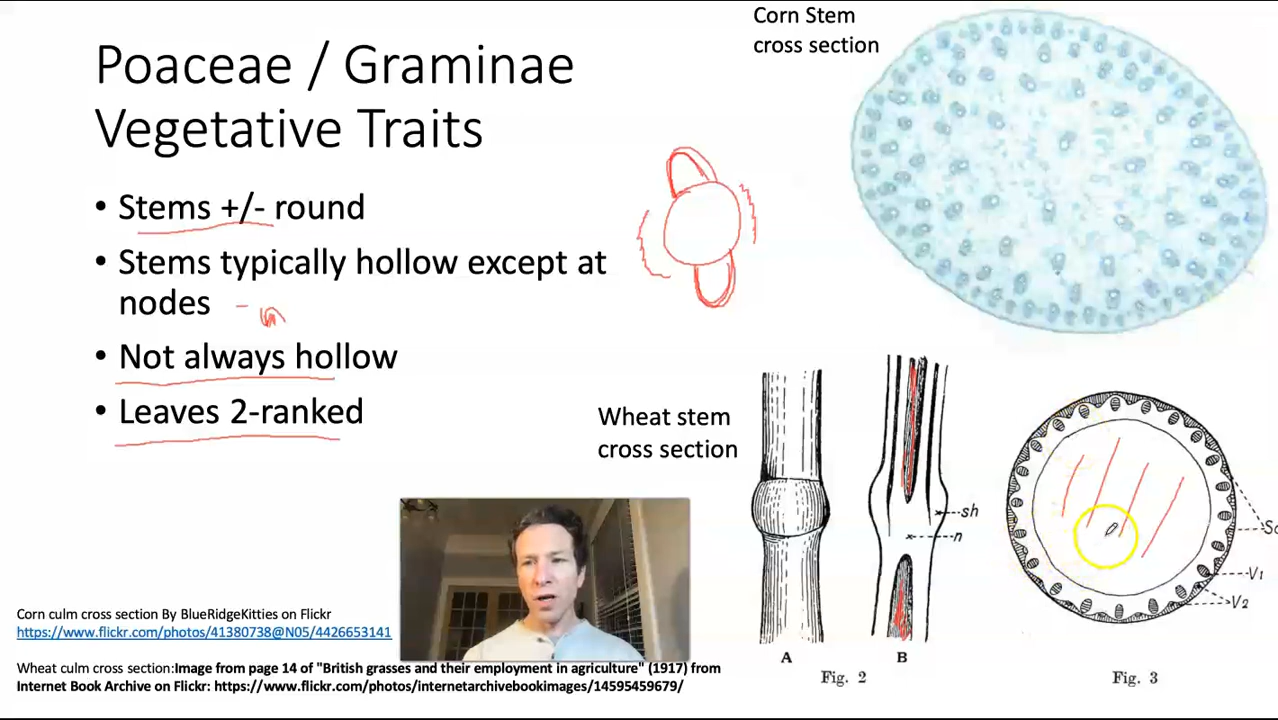 Poaceae / Graminae
Vegetative Traits
• Stems +/- round
• Stems typically hollow except at
nodes
• Not always hollow
• Leaves 2-ranked
Corn Stem
cross section
Wheat stem
cross section
sh
n
A
B
Fig. 2
V1
V2
Fig. 3
Corn culm cross section By BlueRidgeKitties on Flickr
https://www.flickr.com/photos/41380738@N05/4426653141
Wheat culm cross section:Image from page 14 of "British grasses and their employment in agriculture" (1917) from
Internet Book Archive on Flickr: https://www.flickr.com/photos/internetarchivebookimages/14595459679/